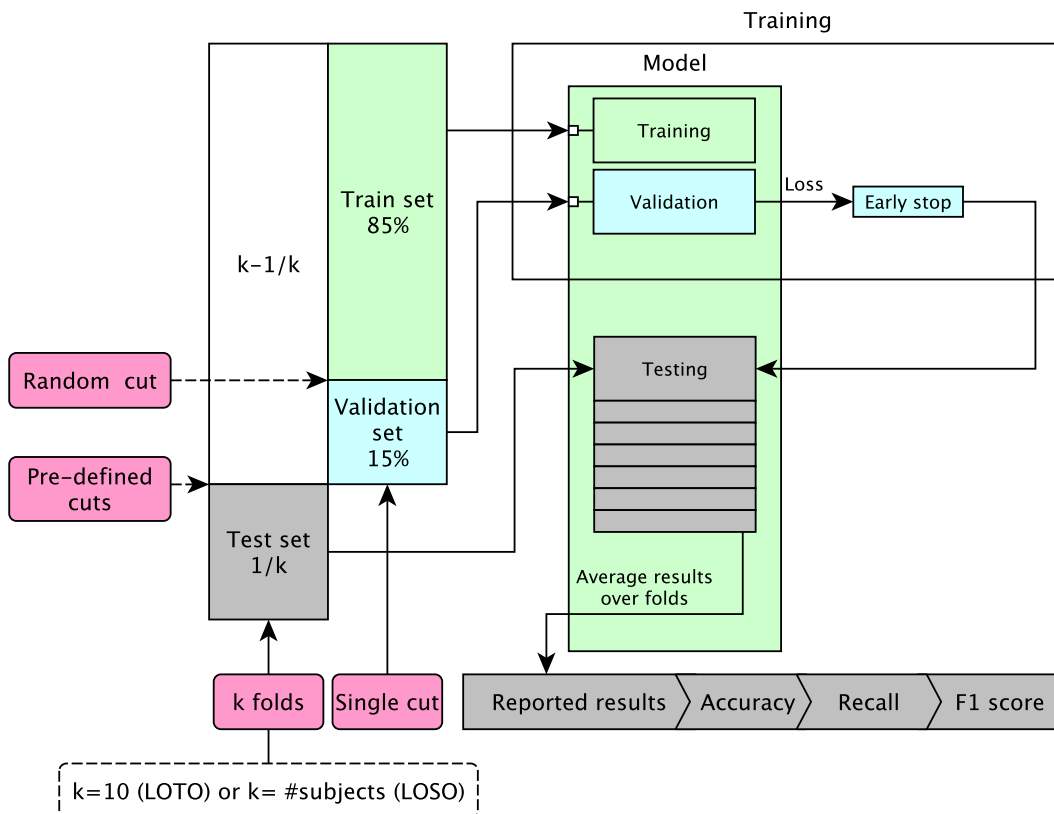 Training
Model
Training
Train set
85%
Validation
Loss
Early stop
k-1/k
Random cut
Validation
set
15%
Testing
Pre-defined
cuts
Test set
1/k
Average results
over folds
k folds
Single cut
Reported results
Accuracy
Recall
F1 score
k=10 (LOTO) or k= #subjects (LOSO)